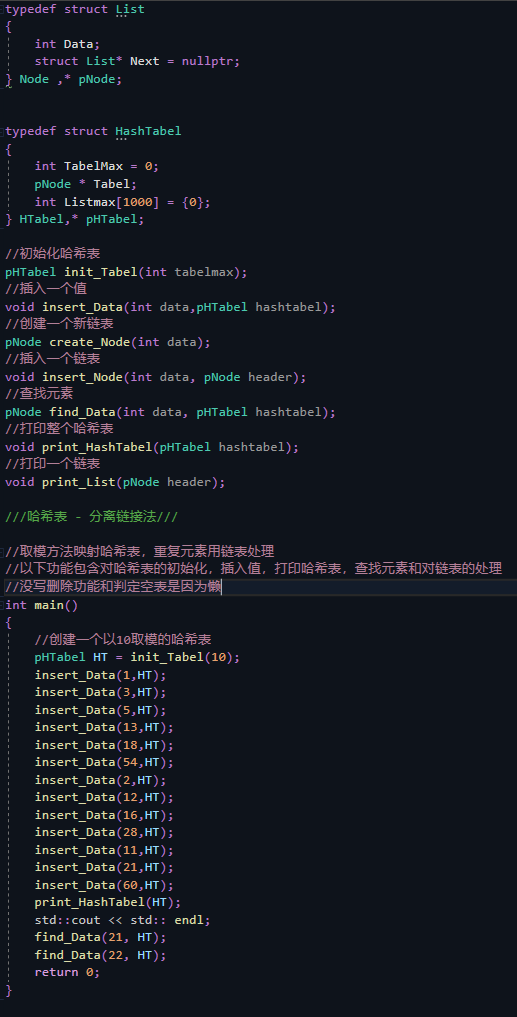 typedef struct List
{
    int Data;
    struct List* Next = nullptr;
} Node ,* pNode;
typedef struct HashTabel
{
    int TabelMax = 0;
    pNode * Tabel;
    int Listmax[1000] = {0};
} HTabel,* pHTabel;
//初始化哈希表
pHTabel init_Tabel(int tabelmax);
//插入一个值
void insert_Data(int data,pHTabel hashtabel);
//创建一个新链表
pNode create_Node(int data);
//插入一个链表
void insert_Node(int data, pNode header);
//查找元素
pNode find_Data(int data, pHTabel hashtabel);
//打印整个哈希表
void print_HashTabel(pHTabel hashtabel);
//打印一个链表
void print_List(pNode header);
///哈希表 - 分离链接法///
//取模方法映射哈希表，重复元素用链表处理
//以下功能包含对哈希表的初始化，插入值，打印哈希表，查找元素和对链表的处理
//没写删除功能和判定空表是因为懒
int main()
{
    //创建一个以10取模的哈希表
    pHTabel HT = init_Tabel(10);
    insert_Data(1,HT);
    insert_Data(3,HT);
    insert_Data(5,HT);
    insert_Data(13,HT);
    insert_Data(18,HT);
    insert_Data(54,HT);
    insert_Data(2,HT);
    insert_Data(12,HT);
    insert_Data(16,HT);
    insert_Data(28,HT);
    insert_Data(11,HT);
    insert_Data(21,HT);
    insert_Data(60,HT);
    print_HashTabel(HT);
    std::cout << std:: endl;
    find_Data(21, HT);
    find_Data(22, HT);
    return 0;
}